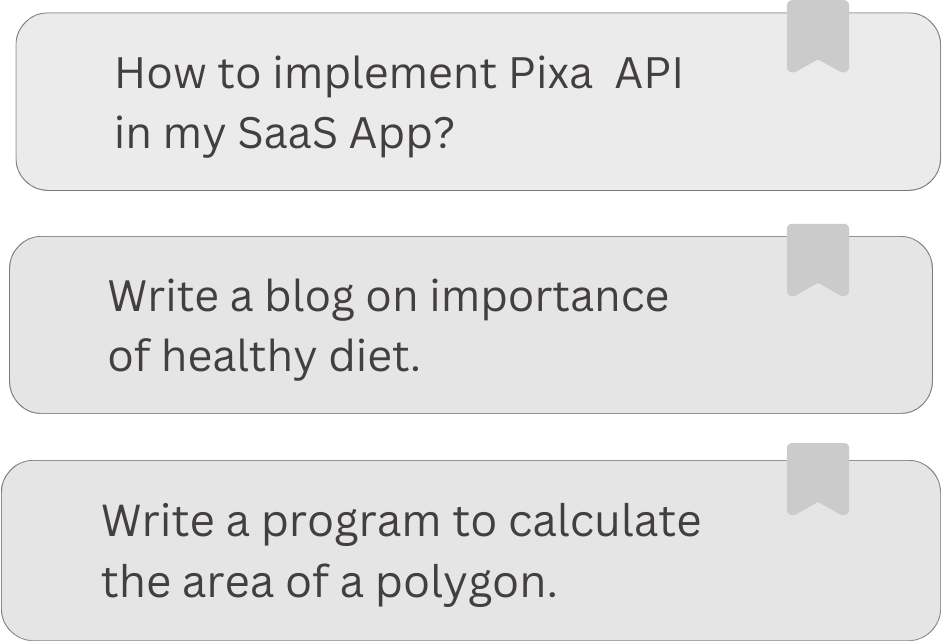 How to implement Pixa  API
in my SaaS App?
Write a blog on importance
of healthy diet.
Write a program to calculate
the area of a polygon.